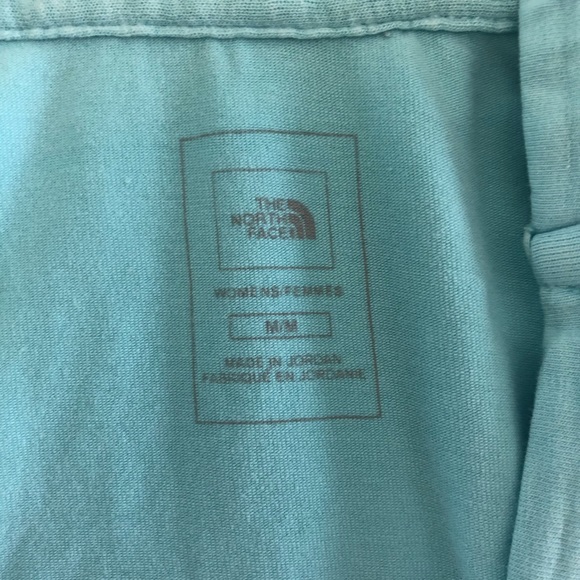 THE
NORTH
FACE
WOMENS/FEMMES
M/M
MADE IN JORDAN
FABRIQUÉ EN JORDANIE